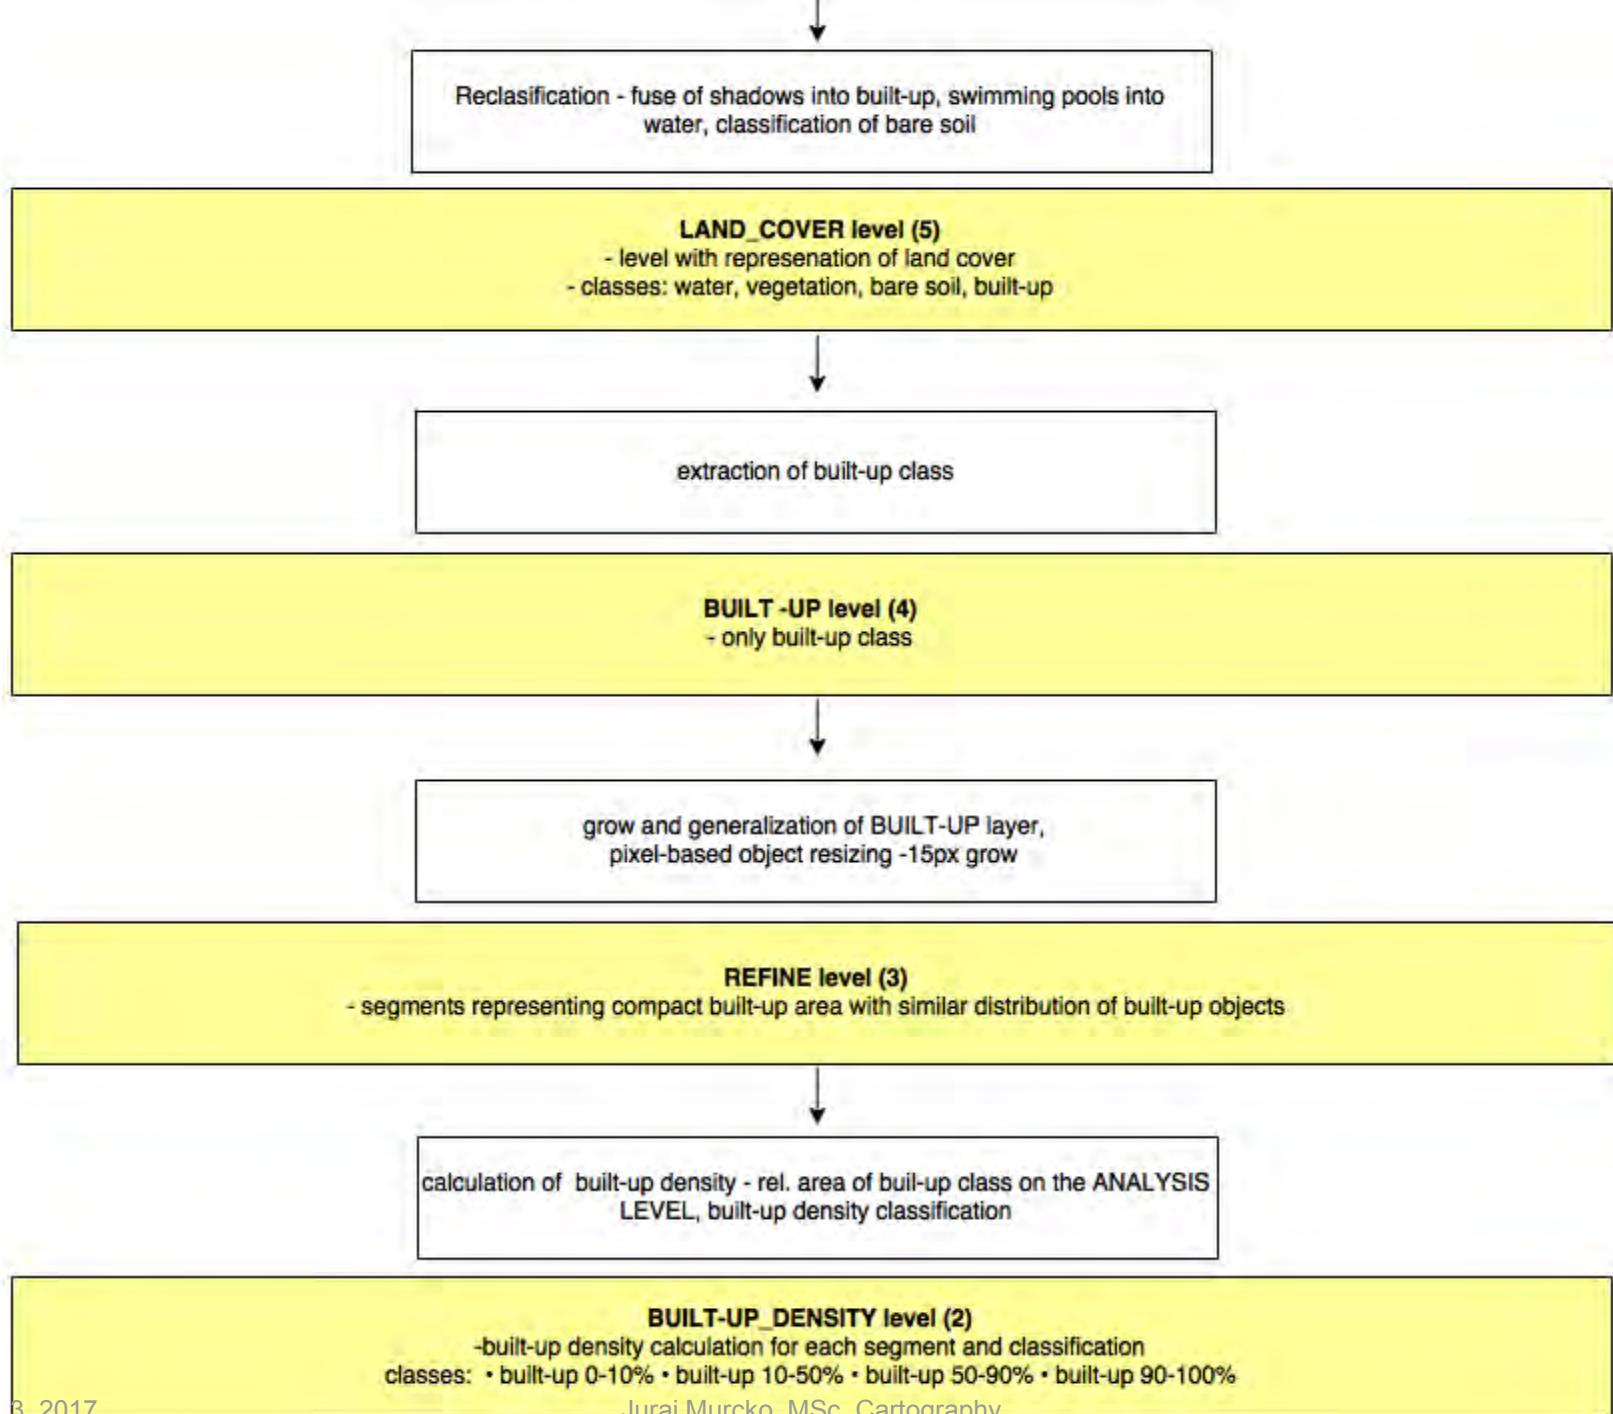 Reclasification - fuse of shadows into built-up, swimming pools into
water, classification of bare soil
LAND_COVER level (5)
- level with represenation of land cover
- classes: water, vegetation, bare soil, built-up
extraction of built-up class
BUILT -UP level (4)
- only built-up class
grow and generalization of BUILT-UP layer,
pixel-based object resizing -15px grow
REFINE level (3)
- segments representing compact built-up area with similar distribution of built-up objects
calculation of built-up density - rel. area of buil-up class on the ANALYSIS
LEVEL, built-up density classification
BUILT-UP_DENSITY level (2)
-built-up density calculation for each segment and classification
classes: • built-up 0-10% • built-up 10-50% • built-up 50-90% • built-up 90-100%
3, 2017
Juraj Murcko, MSc. Cartography